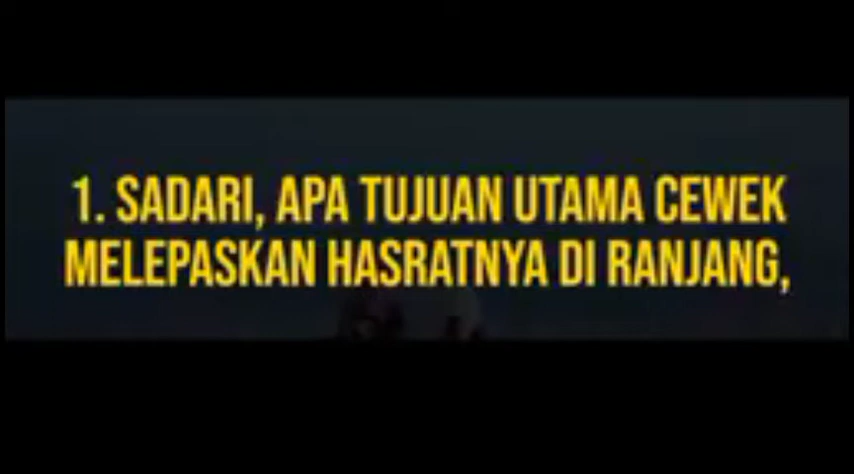 1. SADARI, APA TUJUAN UTAMA CEWEK
MELEPASKAN HASRATNYA DI RANJANG,